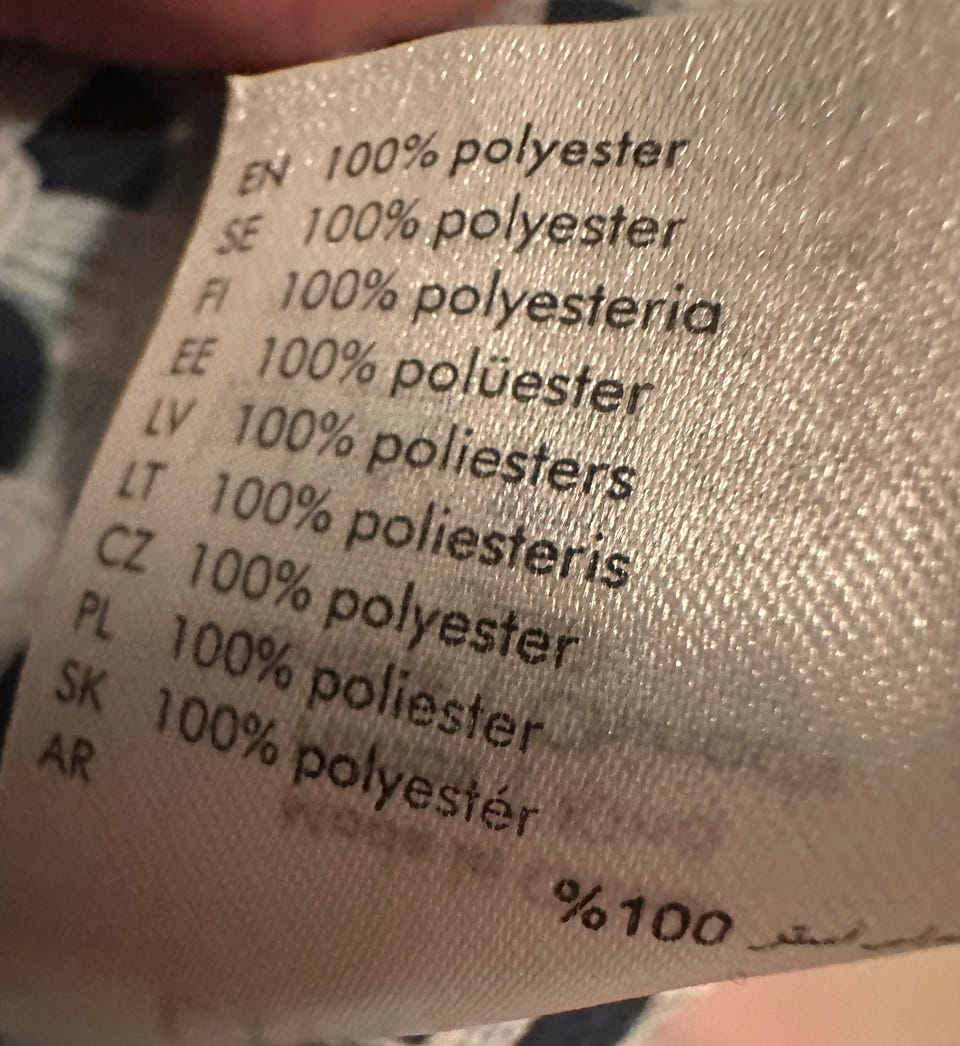 EN 100% polyester
SE 100% polyester
FI 100% polyesteria
EE 100% polüester
LV 100% poliesters
LT 100% poliesteris
CZ 100% polyester
PL 100% poliester
SK 100% polyestér
AR
%100